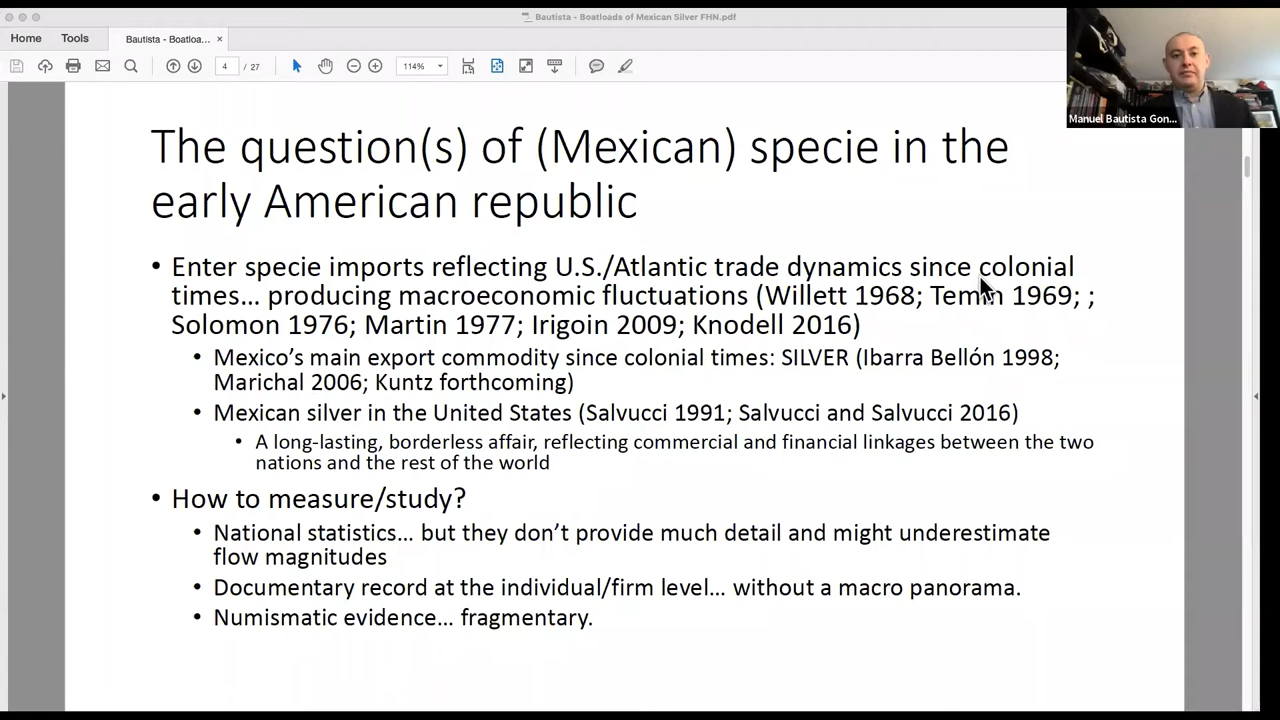 Bautista - Boatloads of Mexican Silver FHN.pdf
Home
Tools
Bautista - Boatloa... ×
4 / 27
114%
Manuel Bautista Gon...
The question(s) of (Mexican) specie in the
early American republic
• Enter specie imports reflecting U.S./Atlantic trade dynamics since colonial
times… producing macroeconomic fluctuations (Willett 1968; Temin 1969; ;
Solomon 1976; Martin 1977; Irigoin 2009; Knodell 2016)
• Mexico’s main export commodity since colonial times: SILVER (Ibarra Bellón 1998;
Marichal 2006; Kuntz forthcoming)
• Mexican silver in the United States (Salvucci 1991; Salvucci and Salvucci 2016)
• A long-lasting, borderless affair, reflecting commercial and financial linkages between the two
nations and the rest of the world
• How to measure/study?
• National statistics… but they don’t provide much detail and might underestimate
flow magnitudes
• Documentary record at the individual/firm level… without a macro panorama.
• Numismatic evidence… fragmentary.